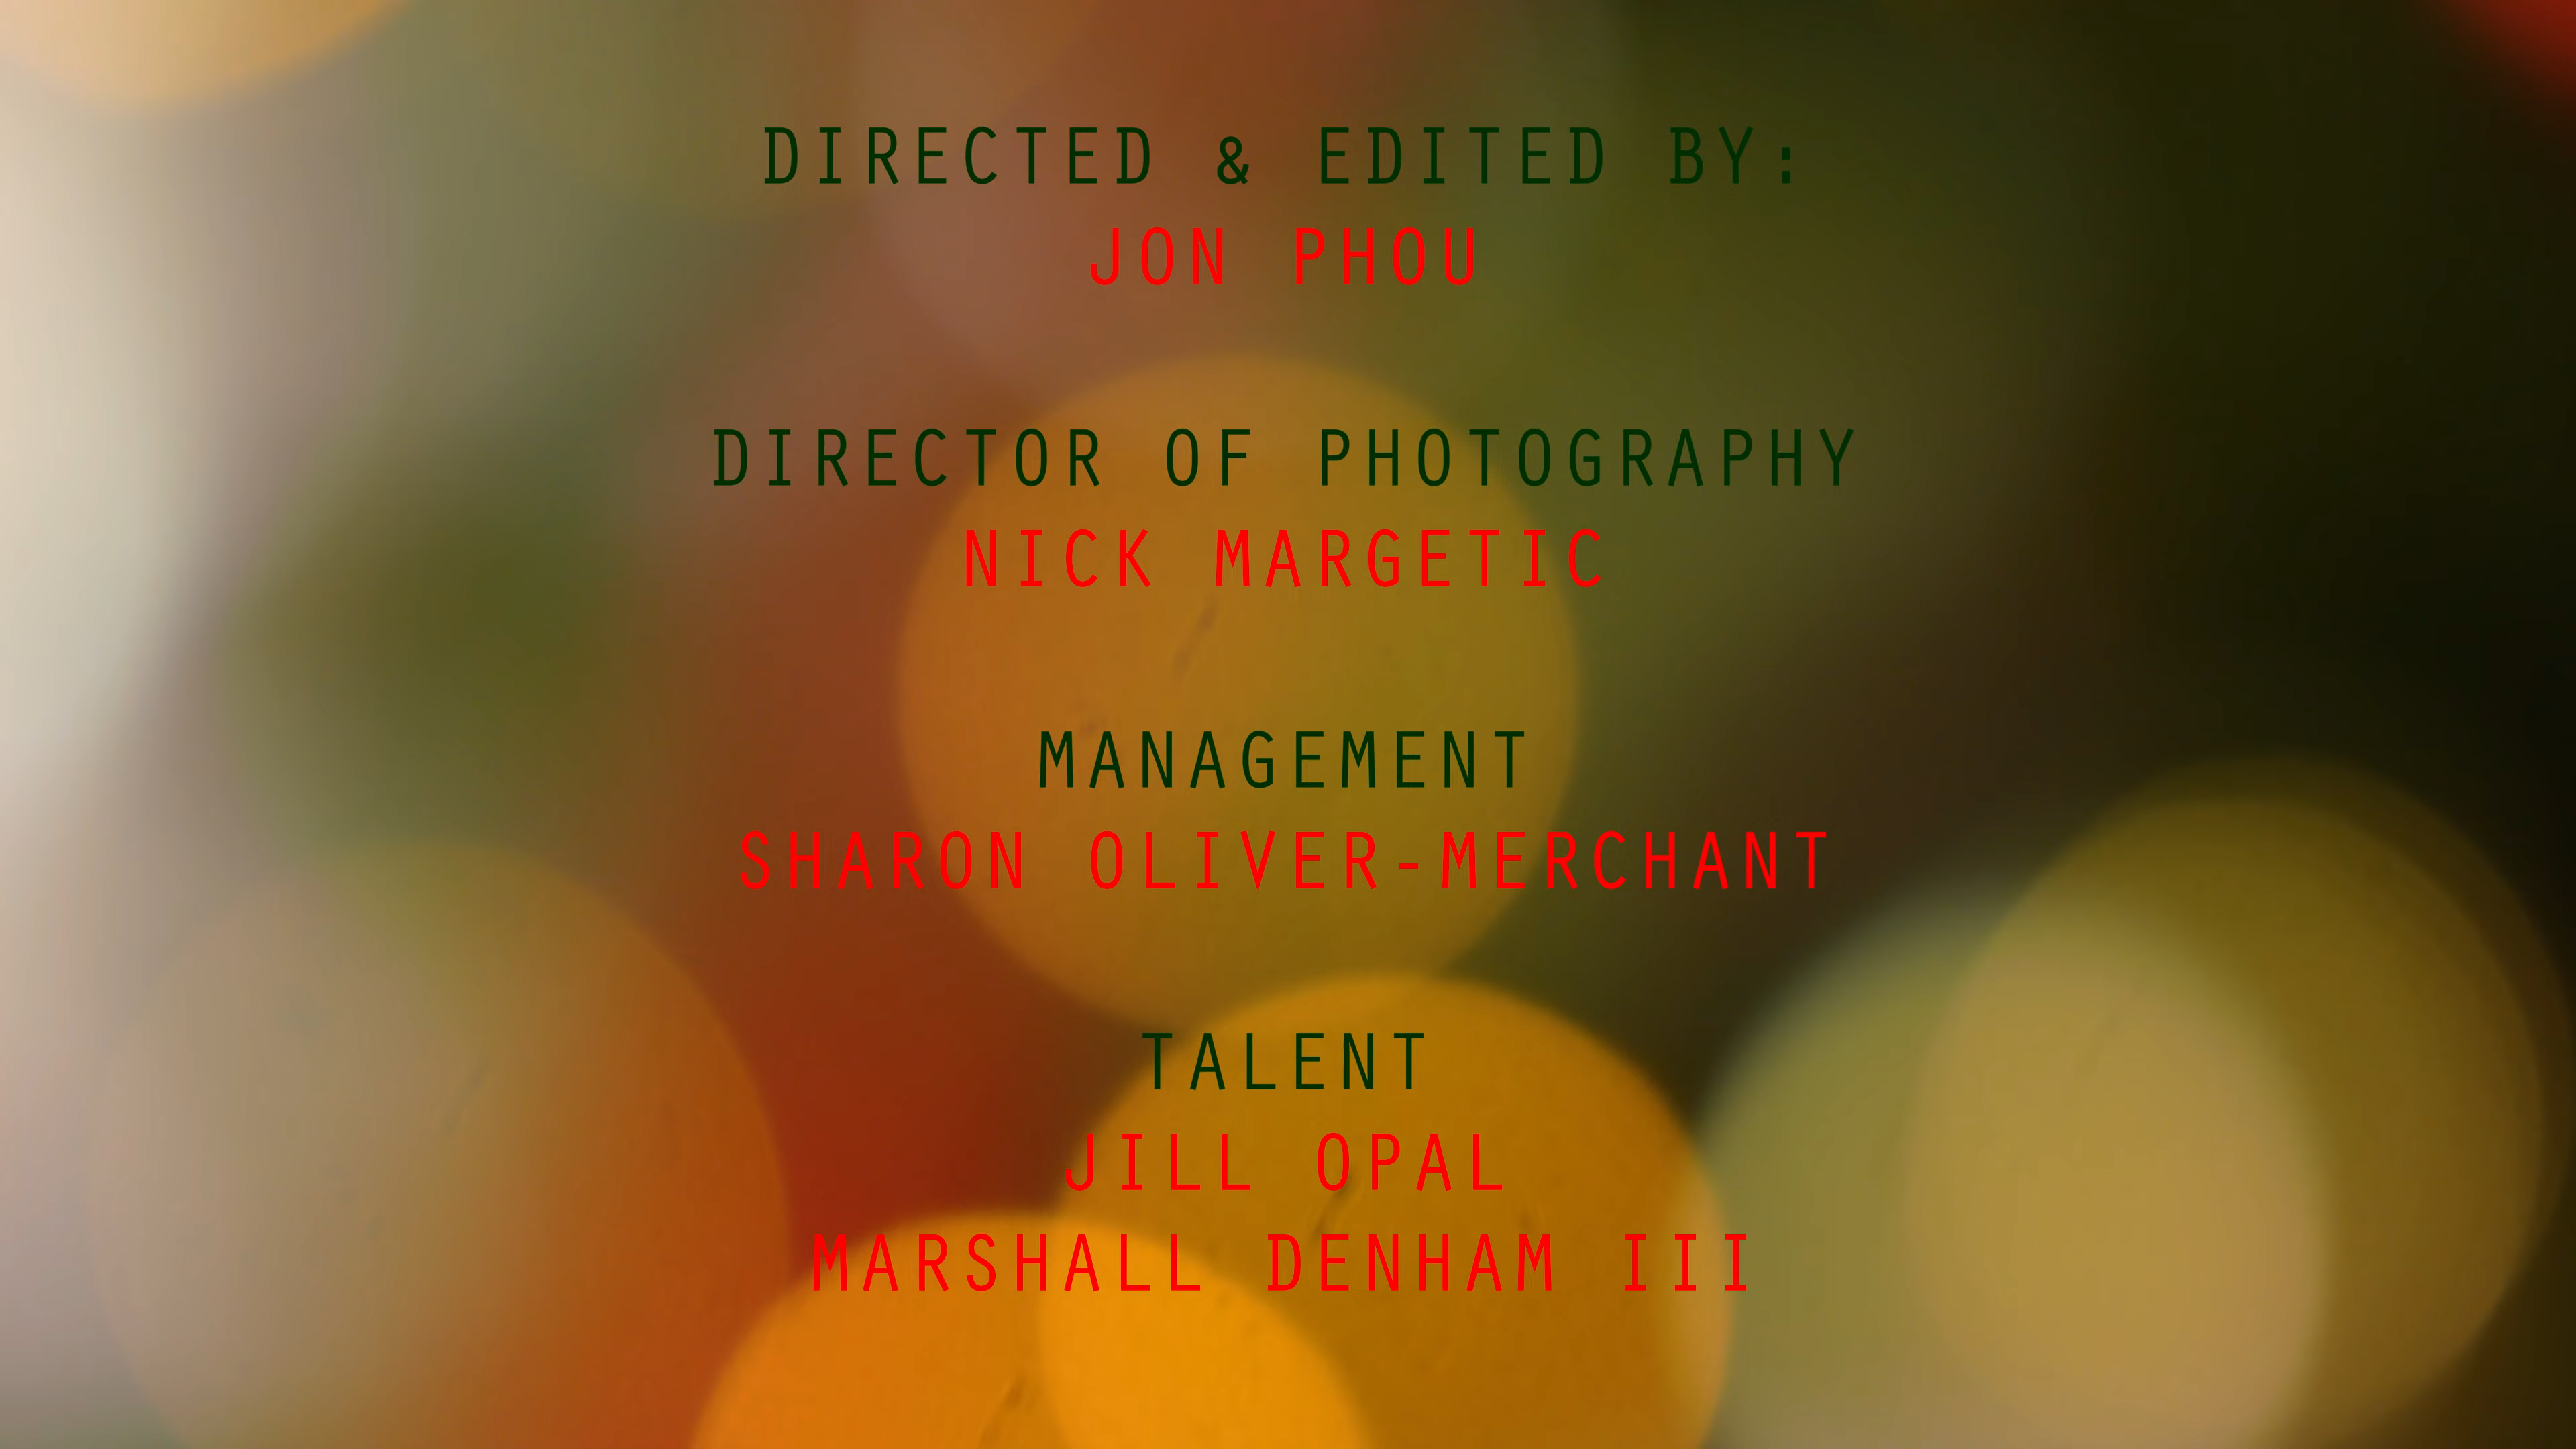 DIRECTED & EDITED BY:
JON PHOU
DIRECTOR OF PHOTOGRAPHY
NICK MARGETIC
MANAGEMENT
SHARON OLIVER-MERCHANT
TALENT
JILL OPAL
MARSHALL DENHAM III